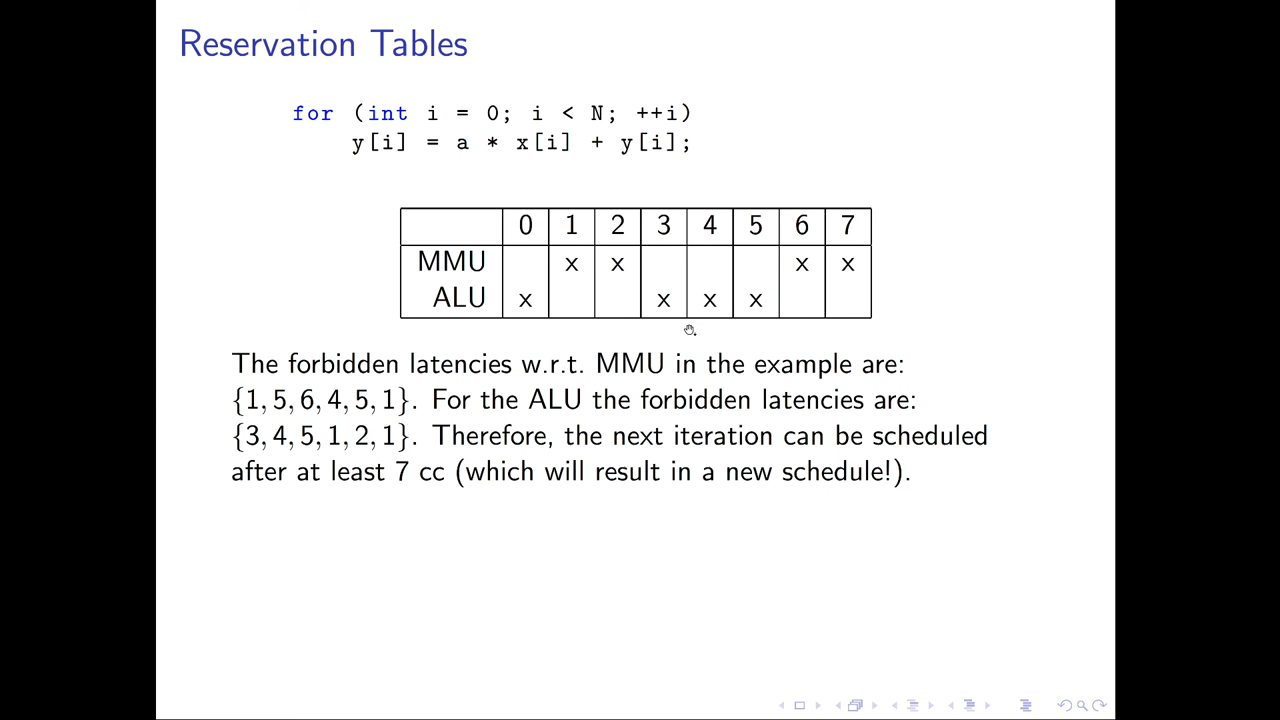 Reservation Tables
for (int i = 0; i < N; ++i)
y[i] = a * x[i] + y[i];
0 1 2 3 4 5 6 7
MMU x x x x
ALU x x x x
The forbidden latencies w.r.t. MMU in the example are:
{1, 5, 6, 4, 5, 1}. For the ALU the forbidden latencies are:
{3, 4, 5, 1, 2, 1}. Therefore, the next iteration can be scheduled
after at least 7 cc (which will result in a new schedule!).